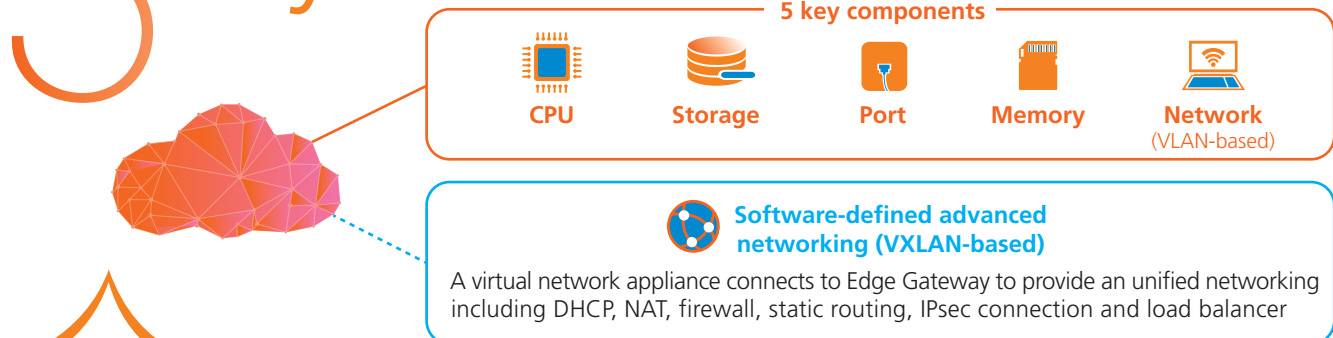 5 key components
CPU
Storage
Port
Memory
Network
(VLAN-based)
Software-defined advanced
networking (VXLAN-based)
A virtual network appliance connects to Edge Gateway to provide an unified networking
including DHCP, NAT, firewall, static routing, IPsec connection and load balancer